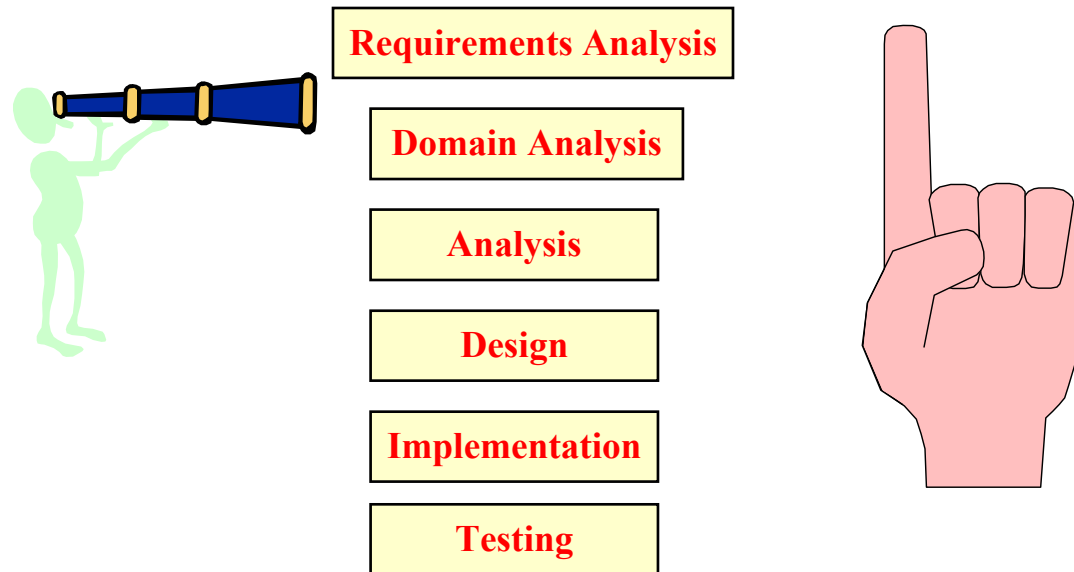 Requirements Analysis
Domain Analysis
Analysis
Design
Implementation
Testing